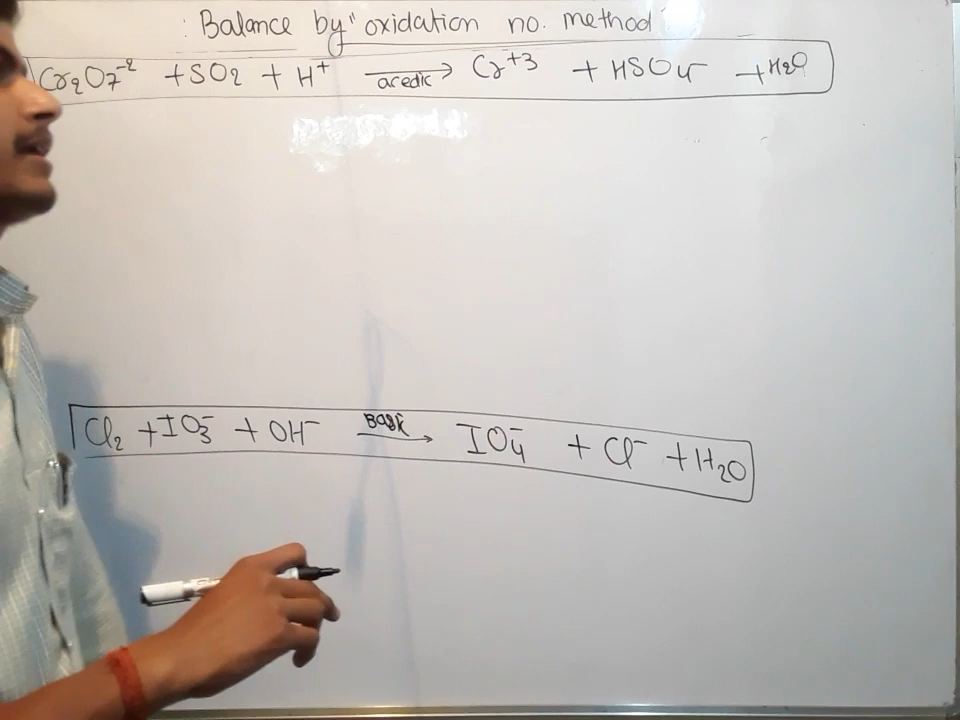 : Balance by "oxidation no. method
Cr₂O₇⁻² + SO₂ + H⁺ acedic → Cr⁺³ + HSO₄⁻ + H₂O
Cl₂ + IO₃⁻ + OH⁻ Basic → IO₄⁻ + Cl⁻ + H₂O